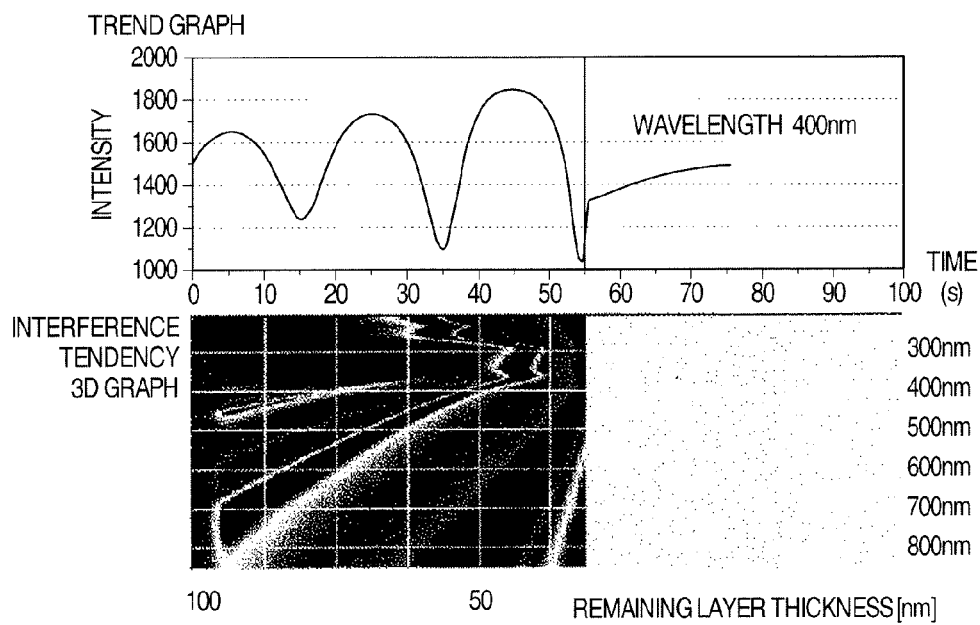 TREND GRAPH
2000
1800
1600
1400
1200
1000
INTENSITY
WAVELENGTH 400nm
0 10 20 30 40 50 60 70 80 90 100
TIME
(s)
INTERFERENCE
TENDENCY
3D GRAPH
300nm
400nm
500nm
600nm
700nm
800nm
100 50 REMAINING LAYER THICKNESS [nm]